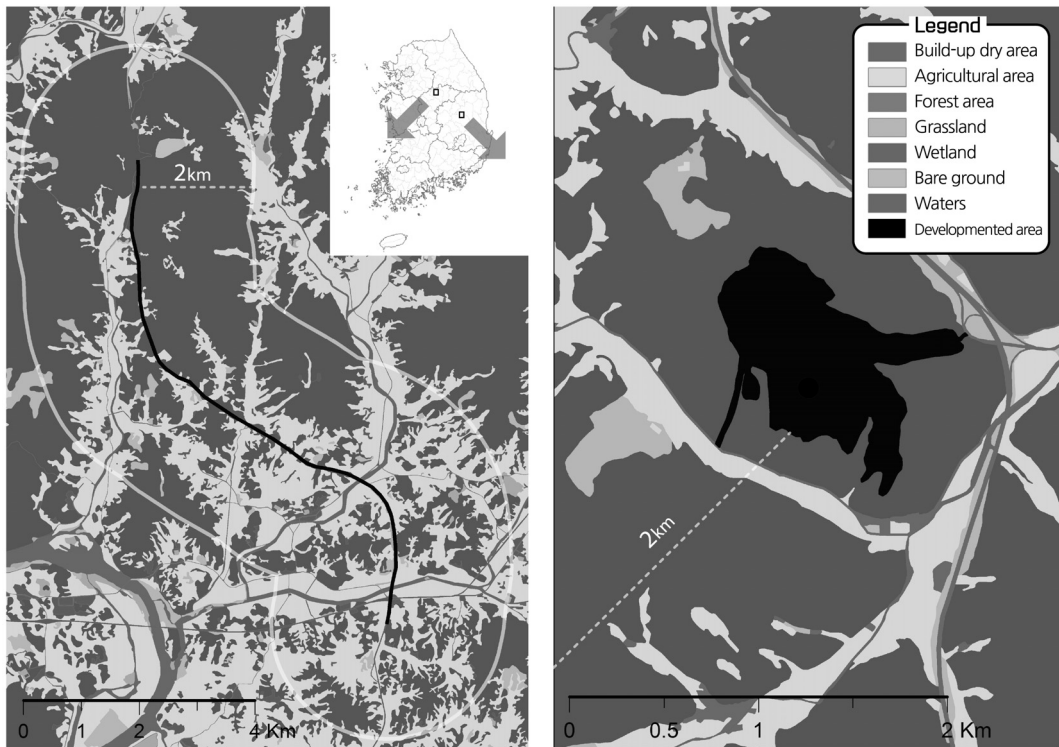 2km
0 1 2 4 Km
Legend
Build-up dry area
Agricultural area
Forest area
Grassland
Wetland
Bare ground
Waters
Developmented area
2km
0 0.5 1 2 Km